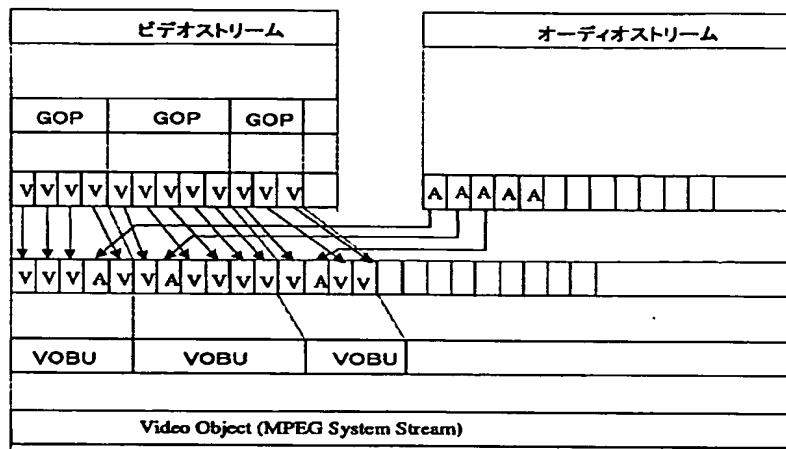 ビデオストリーム オーディオストリーム
GOP GOP GOP
V V V V V V V V V V V V A A A A A
V V V A V V A V V V V V A V V
VOBU VOBU VOBU
Video Object (MPEG System Stream)